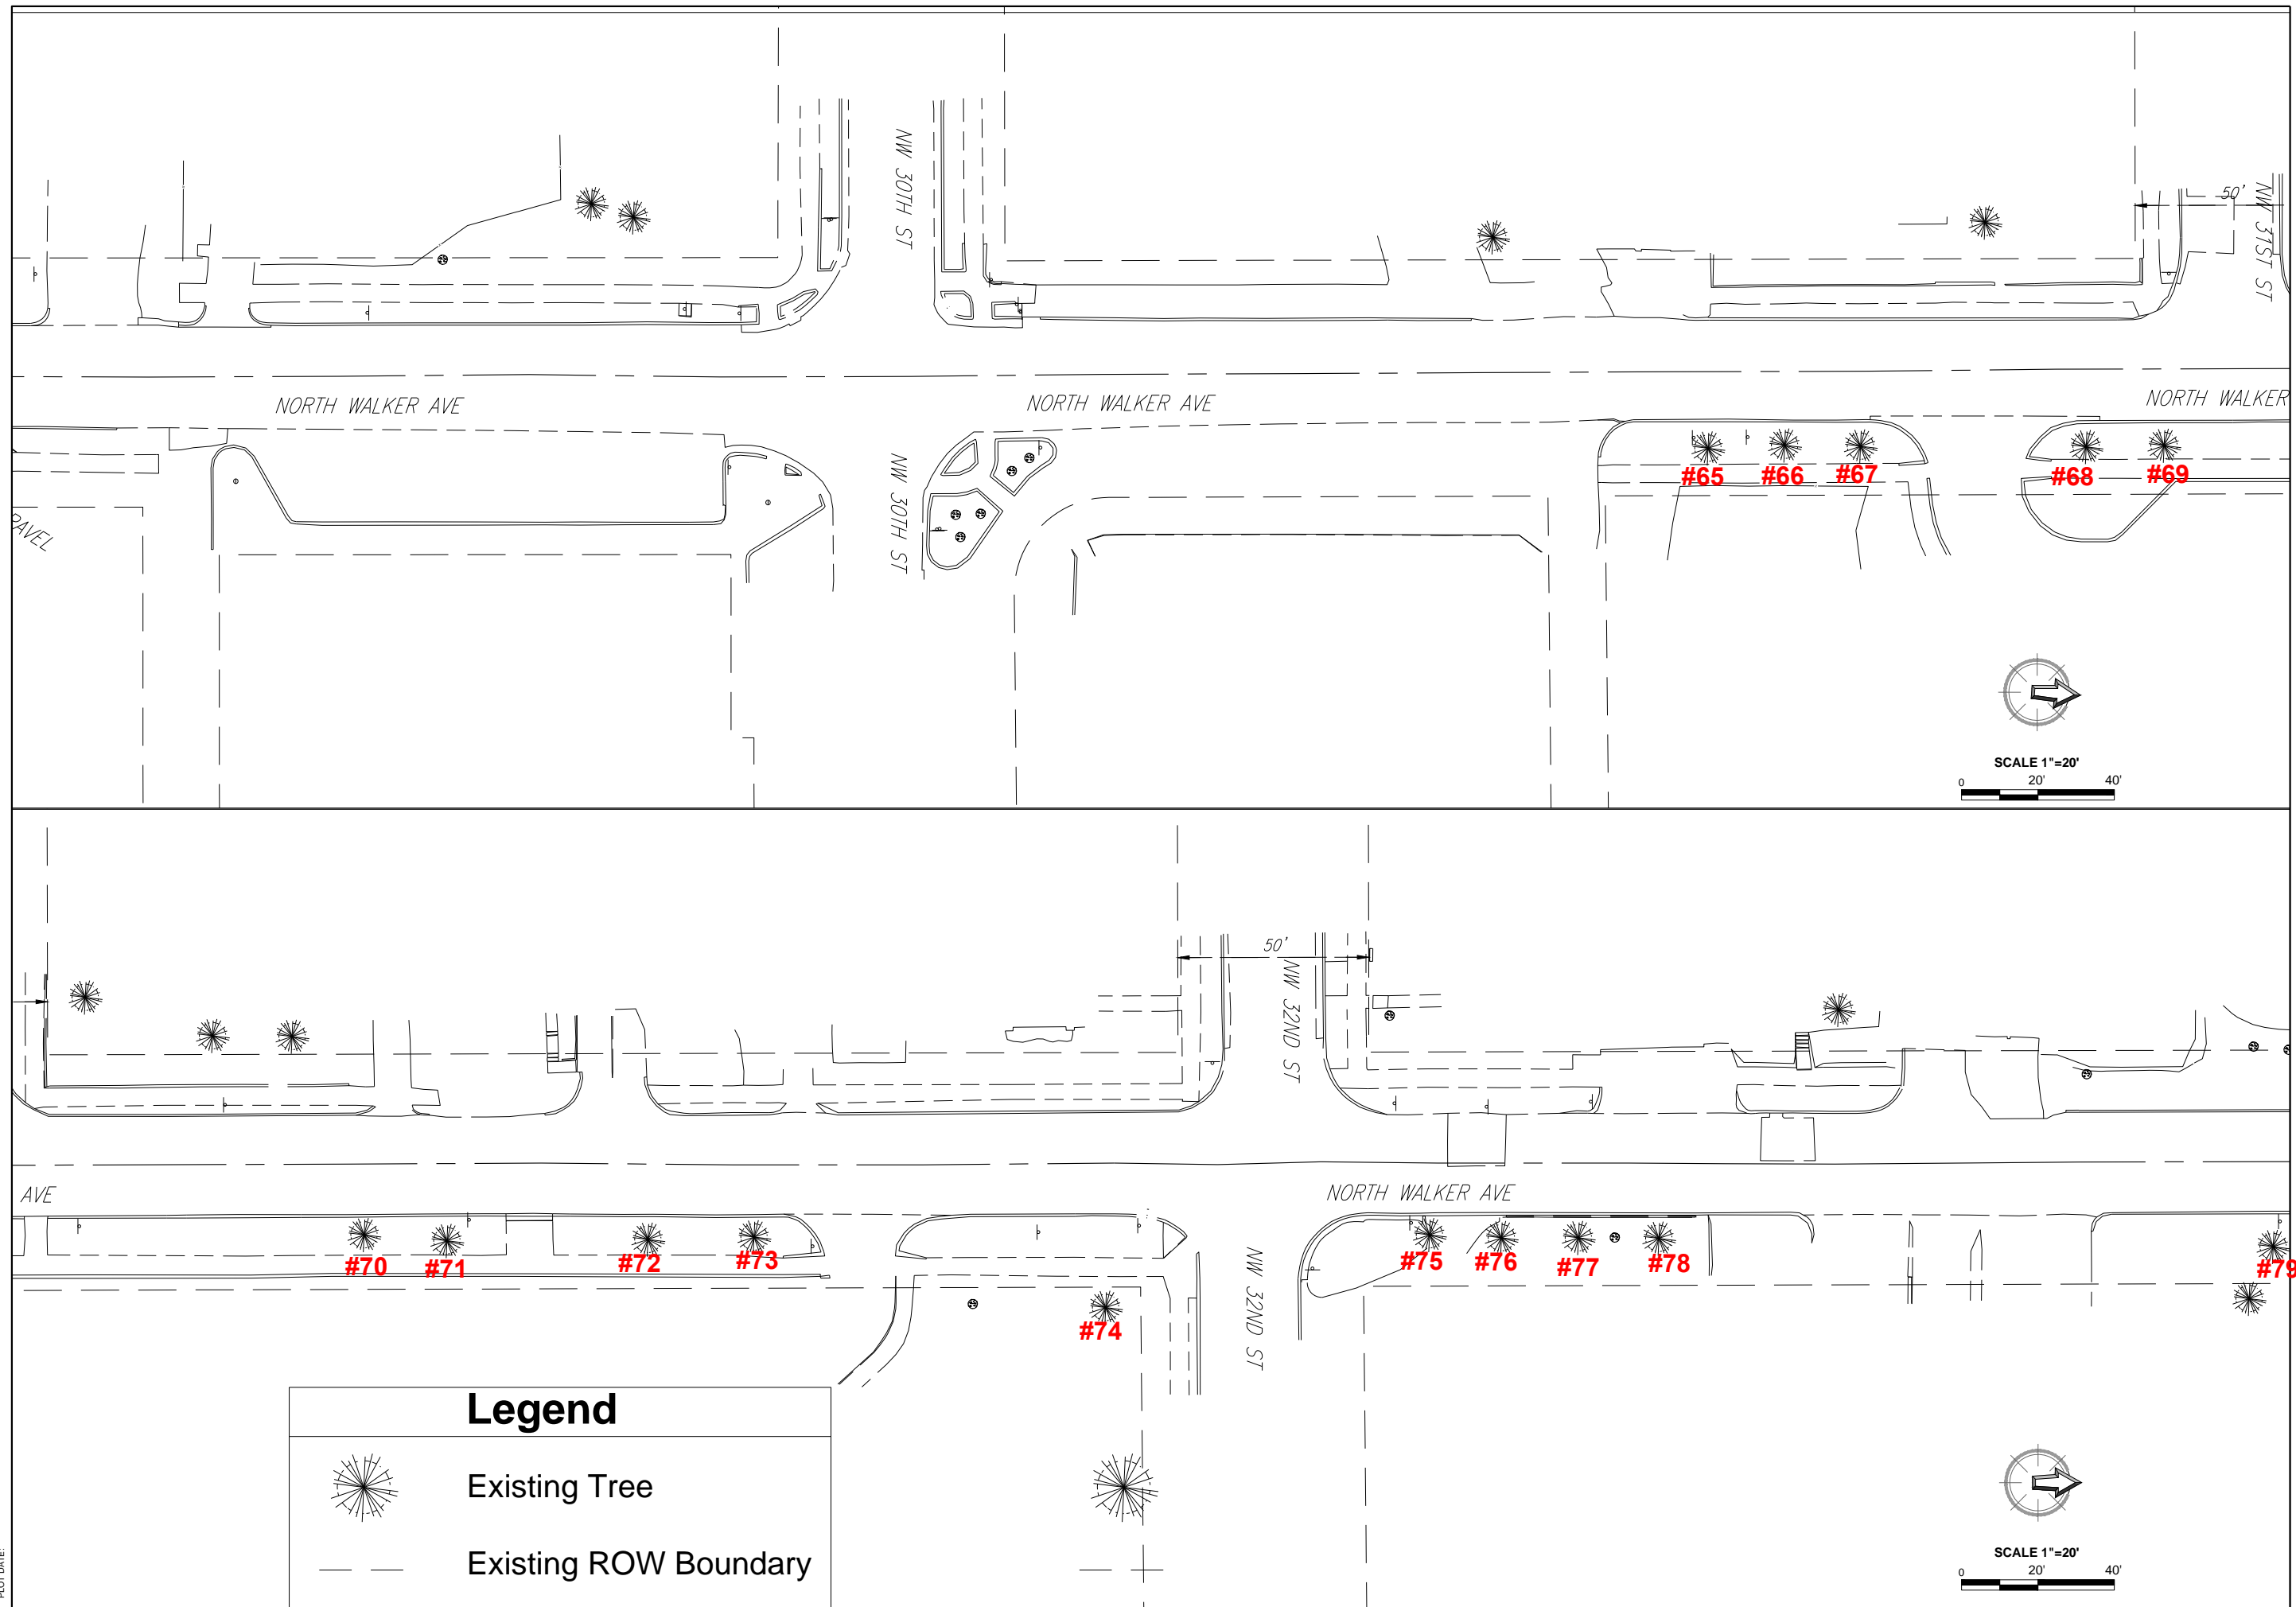 NW 30TH ST
50'
NW 31ST ST
NORTH WALKER AVE
NORTH WALKER AVE
NORTH WALKER
NW 30TH ST
#65
#66
#67
#68
#69
SCALE 1"=20'
0 20' 40'
50'
NW 32ND ST
AVE
NORTH WALKER AVE
#70
#71
#72
#73
#74
NW 32ND ST
#75
#76
#77
#78
#79
Legend
Existing Tree
Existing ROW Boundary
SCALE 1"=20'
0 20' 40'
PLOT DATE: